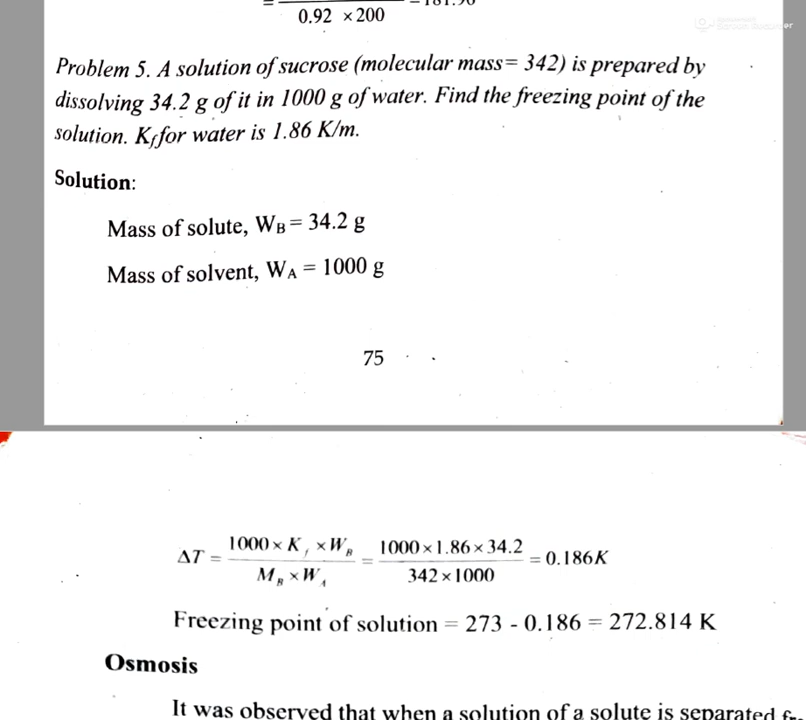 0.92 ×200
Problem 5. A solution of sucrose (molecular mass= 342) is prepared by
dissolving 34.2 g of it in 1000 g of water. Find the freezing point of the
solution. Kf for water is 1.86 K/m.
Solution:
Mass of solute, WB = 34.2 g
Mass of solvent, WA = 1000 g
75
ΔT = 1000× Kf ×WB / MB ×WA = 1000×1.86×34.2 / 342×1000 = 0.186K
Freezing point of solution = 273 - 0.186 = 272.814 K
Osmosis
It was observed that when a solution of a solute is separated